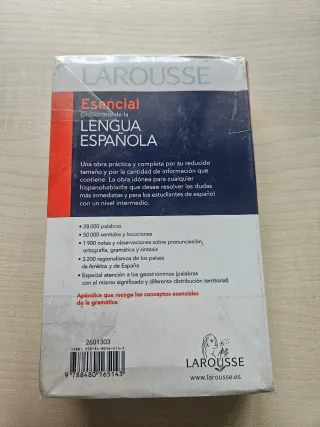 LAROUSSE
Esencial
Diccionario de la
LENGUA
ESPAÑOLA
Una obra práctica y completa por su reducido
tamaño y por la cantidad de información que
contiene. La obra idónea para cualquier
hispanohablante que desee resolver las dudas
más inmediatas y para los estudiantes de español
con un nivel intermedio.
• 28 000 palabras
• 50 000 sentidos y locuciones
• 1 900 notas y observaciones sobre pronunciación,
ortografía, gramática y sintaxis
• 3 200 regionalismos de los países
de América y de España
• Especial atención a los geosinónimos (palabras
con el mismo significado y diferente distribución territorial)
Apéndice que recoge los conceptos esenciales
de la gramática
2601303
9 788480 165143
LAROUSSE
www.larousse.es